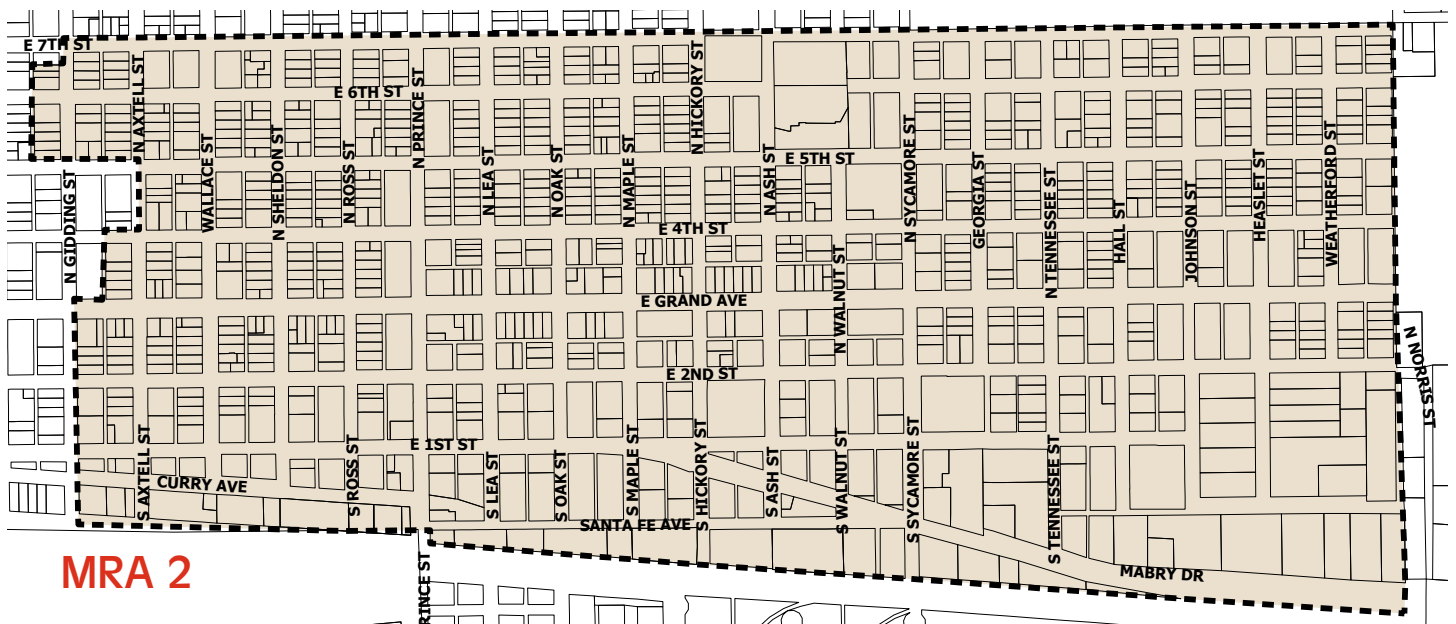 E 7TH ST
N AXTELL ST
E 6TH ST
N PRINCE ST
N HICKORY ST
WALLACE ST
N SHELDON ST
N ROSS ST
N LEA ST
N OAK ST
N MAPLE ST
N ASH ST
E 5TH ST
N SYCAMORE ST
GEORGIA ST
N TENNESSEE ST
HALL ST
JOHNSON ST
HEASLET ST
WEATHERFORD ST
N GIDDING ST
E 4TH ST
N WALNUT ST
E GRAND AVE
N NORRIS ST
E 2ND ST
E 1ST ST
S AXTELL ST
CURRY AVE
S ROSS ST
S LEA ST
S OAK ST
S MAPLE ST
S HICKORY ST
S ASH ST
S WALNUT ST
S SYCAMORE ST
S TENNESSEE ST
SANTA FE AVE
MABRY DR
MRA 2
RINCE ST